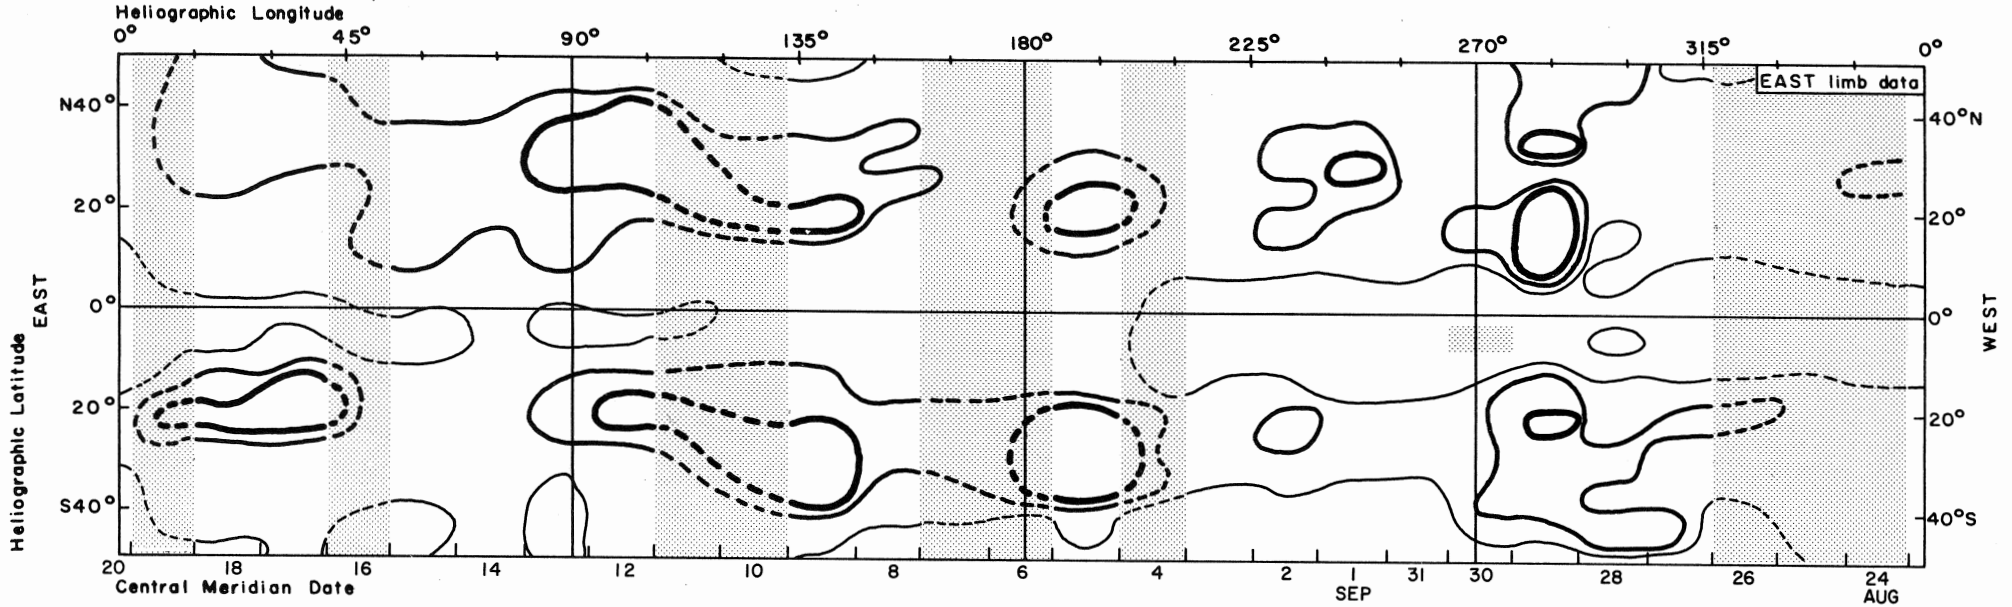 Heliographic Longitude
0° 45° 90° 135° 180° 225° 270° 315° 0°
EAST limb data
N40° 40°N
20° 20°
0° 0°
20° 20°
S40° 40°S
Heliographic Latitude
EAST
WEST
20 18 16 14 12 10 8 6 4 2 1 31 30 28 26 24
Central Meridian Date SEP AUG